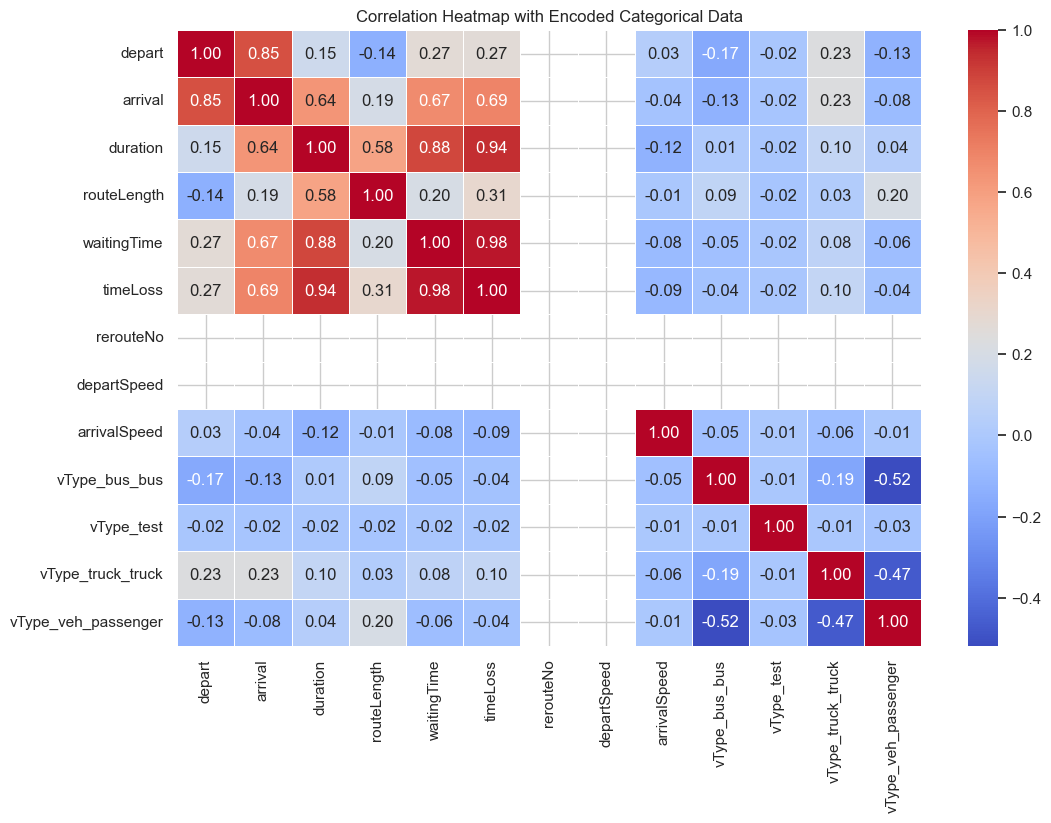 Correlation Heatmap with Encoded Categorical Data
depart 1.00 0.85 0.15 -0.14 0.27 0.27 0.03 -0.17 -0.02 0.23 -0.13
arrival 0.85 1.00 0.64 0.19 0.67 0.69 -0.04 -0.13 -0.02 0.23 -0.08
duration 0.15 0.64 1.00 0.58 0.88 0.94 -0.12 0.01 -0.02 0.10 0.04
routeLength -0.14 0.19 0.58 1.00 0.20 0.31 -0.01 0.09 -0.02 0.03 0.20
waitingTime 0.27 0.67 0.88 0.20 1.00 0.98 -0.08 -0.05 -0.02 0.08 -0.06
timeLoss 0.27 0.69 0.94 0.31 0.98 1.00 -0.09 -0.04 -0.02 0.10 -0.04
rerouteNo
departSpeed
arrivalSpeed 0.03 -0.04 -0.12 -0.01 -0.08 -0.09 1.00 -0.05 -0.01 -0.06 -0.01
vType_bus_bus -0.17 -0.13 0.01 0.09 -0.05 -0.04 -0.05 1.00 -0.01 -0.19 -0.52
vType_test -0.02 -0.02 -0.02 -0.02 -0.02 -0.02 -0.01 -0.01 1.00 -0.01 -0.03
vType_truck_truck 0.23 0.23 0.10 0.03 0.08 0.10 -0.06 -0.19 -0.01 1.00 -0.47
vType_veh_passenger -0.13 -0.08 0.04 0.20 -0.06 -0.04 -0.01 -0.52 -0.03 -0.47 1.00
depart
arrival
duration
routeLength
waitingTime
timeLoss
rerouteNo
departSpeed
arrivalSpeed
vType_bus_bus
vType_test
vType_truck_truck
vType_veh_passenger
1.0
0.8
0.6
0.4
0.2
0.0
−0.2
−0.4